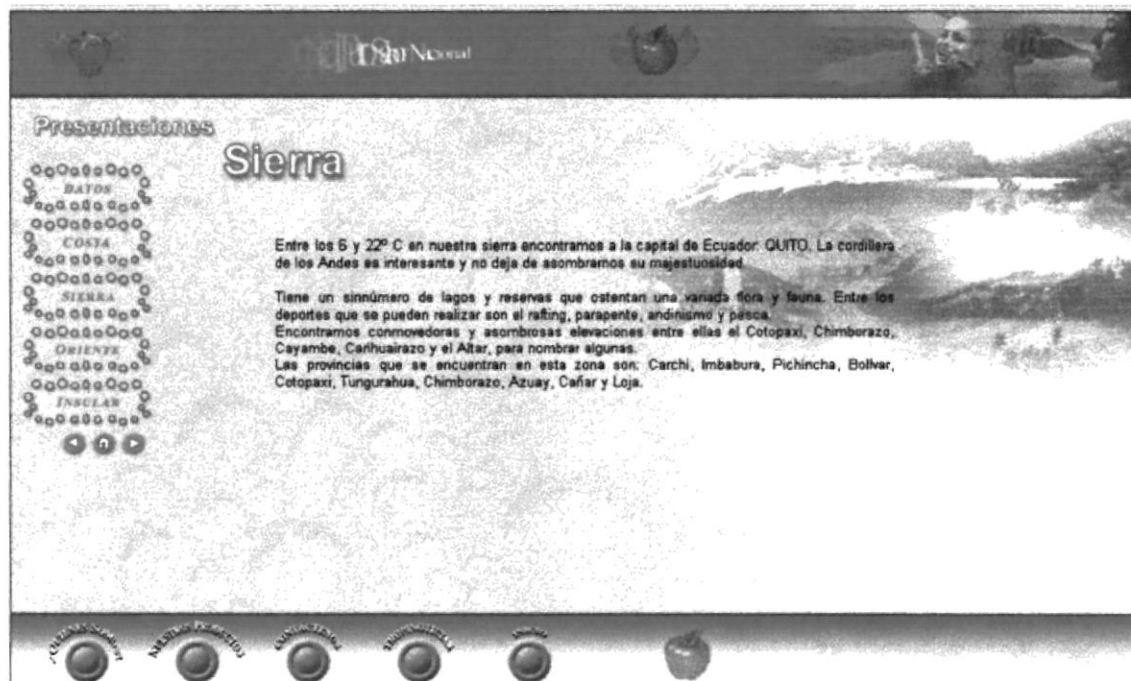 Nacional
Presentaciones
Sierra
DATOS
COSTA
SIERRA
ORIENTE
INSULAR
Entre los 6 y 22º C en nuestra sierra encontramos a la capital de Ecuador: QUITO. La cordillera
de los Andes es interesante y no deja de asombrarnos su majestuosidad
Tiene un sinnúmero de lagos y reservas que ostentan una variada flora y fauna. Entre los
deportes que se pueden realizar son el rafting, parapente, andinismo y pesca.
Encontramos conmovedoras y asombrosas elevaciones entre ellas el Cotopaxi, Chimborazo,
Cayambe, Carihuairazo y el Altar, para nombrar algunas.
Las provincias que se encuentran en esta zona son: Carchi, Imbabura, Pichincha, Bolívar,
Cotopaxi, Tungurahua, Chimborazo, Azuay, Cañar y Loja.